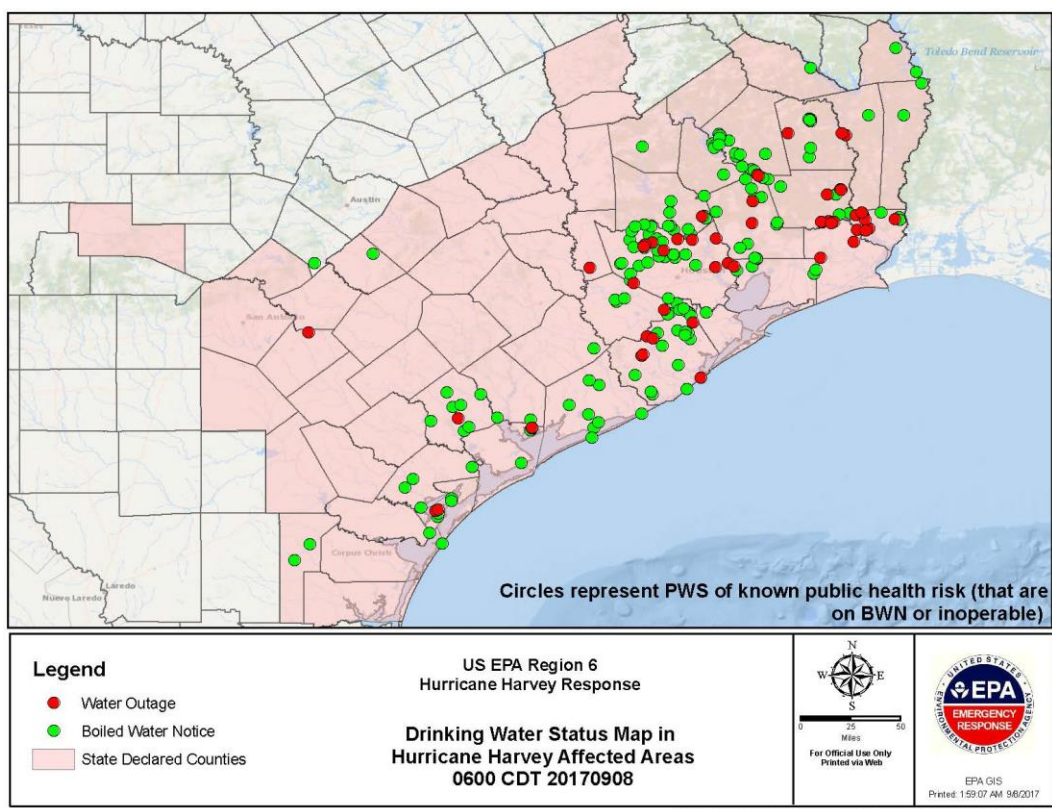 Toledo Bend Reservoir
Austin
San Antonio
Corpus Christi
Laredo
Nuevo Laredo
Circles represent PWS of known public health risk (that are
on BWN or inoperable)
Legend
Water Outage
Boiled Water Notice
State Declared Counties
US EPA Region 6
Hurricane Harvey Response
Drinking Water Status Map in
Hurricane Harvey Affected Areas
0600 CDT 20170908
N
W E
S
0 25 50
Miles
For Official Use Only
Printed via Web
UNITED STATES
EPA
EMERGENCY
RESPONSE
ENVIRONMENTAL PROTECTION AGENCY
EPA GIS
Printed: 1:59:07 AM 9/8/2017